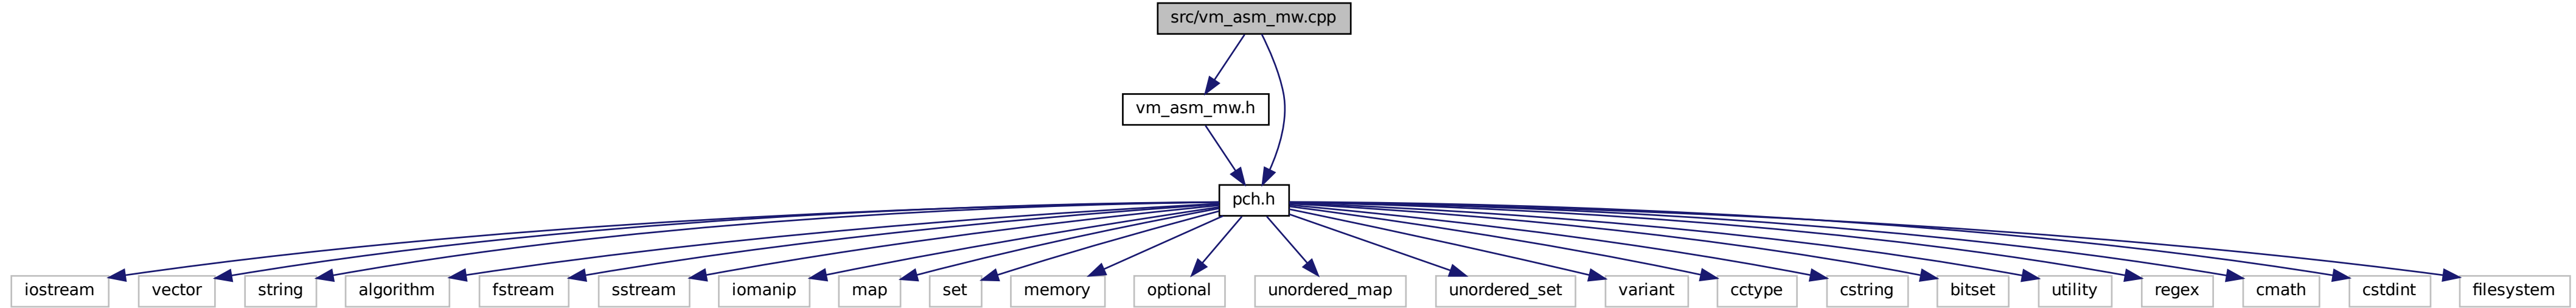 src/vm_asm_mw.cpp
vm_asm_mw.h
pch.h
iostream
vector
string
algorithm
fstream
sstream
iomanip
map
set
memory
optional
unordered_map
unordered_set
variant
cctype
cstring
bitset
utility
regex
cmath
cstdint
filesystem